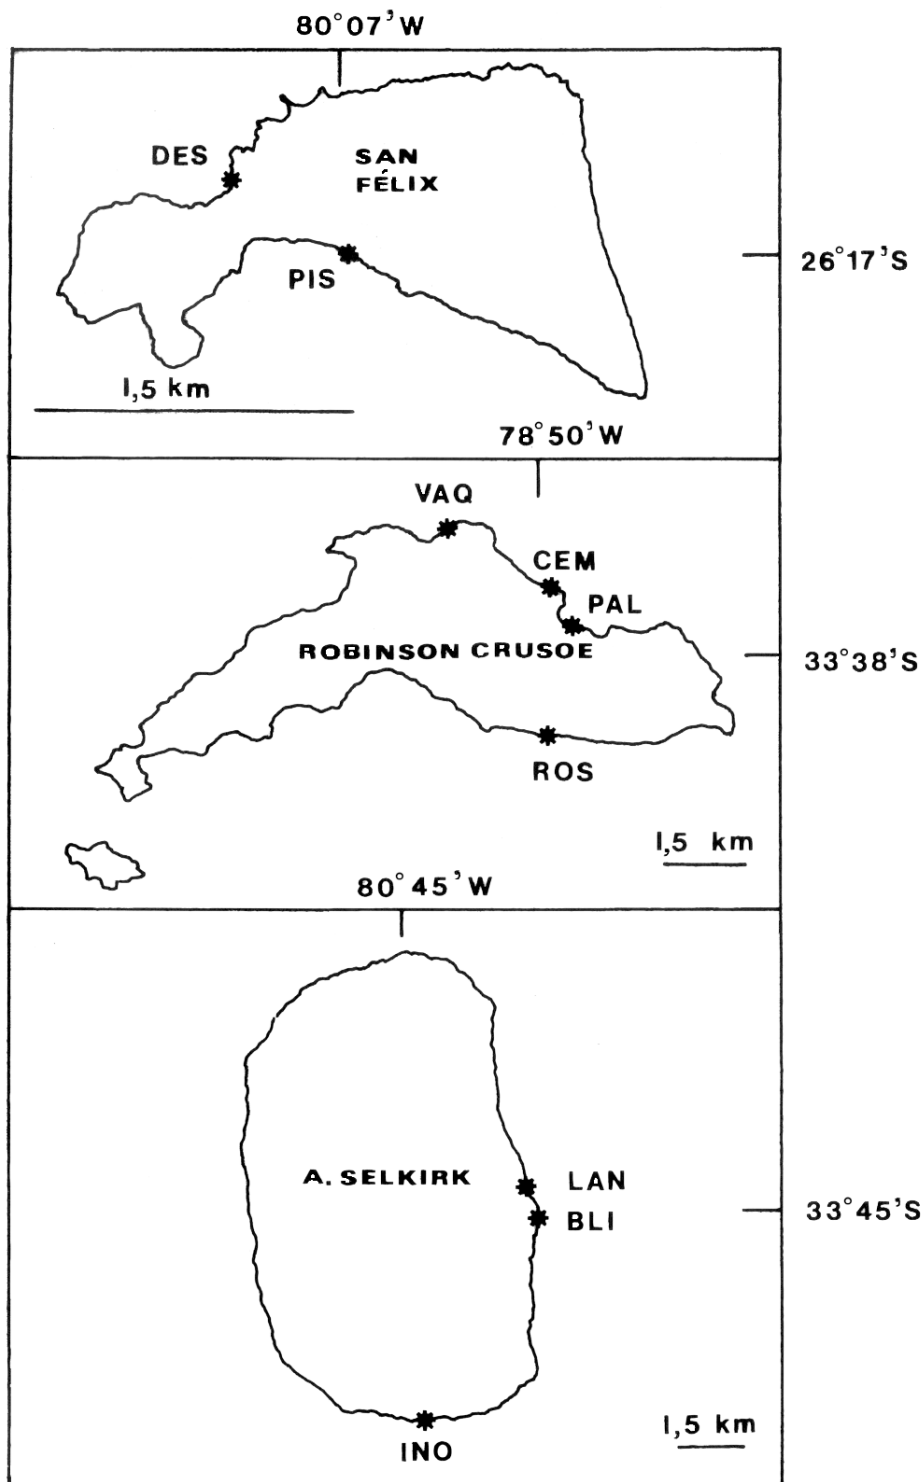 80°07'W
DES
SAN
FÉLIX
PIS
26°17'S
1,5 km
78°50'W
VAQ
CEM
PAL
ROBINSON CRUSOE
33°38'S
ROS
1,5 km
80°45'W
A. SELKIRK
LAN
BLI
33°45'S
INO
1,5 km